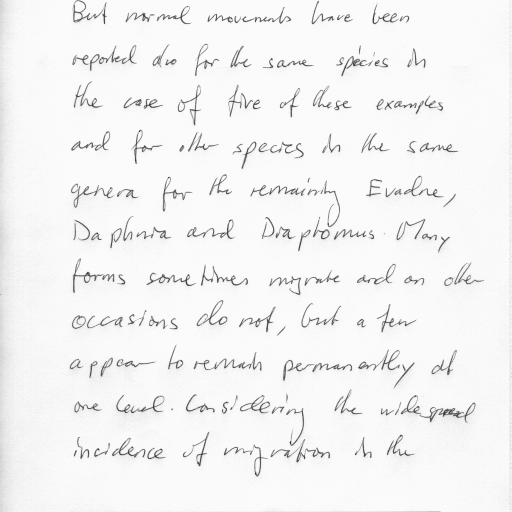 But normal movements have been
reported also for the same species in
the case of five of these examples
and for other species in the same
genera for the remaining Evadne,
Daphnia and Diaptomus. Many
forms sometimes migrate and on other
occasions do not, but a few
appear to remain permanently at
one level. Considering the widespread
incidence of migration in the